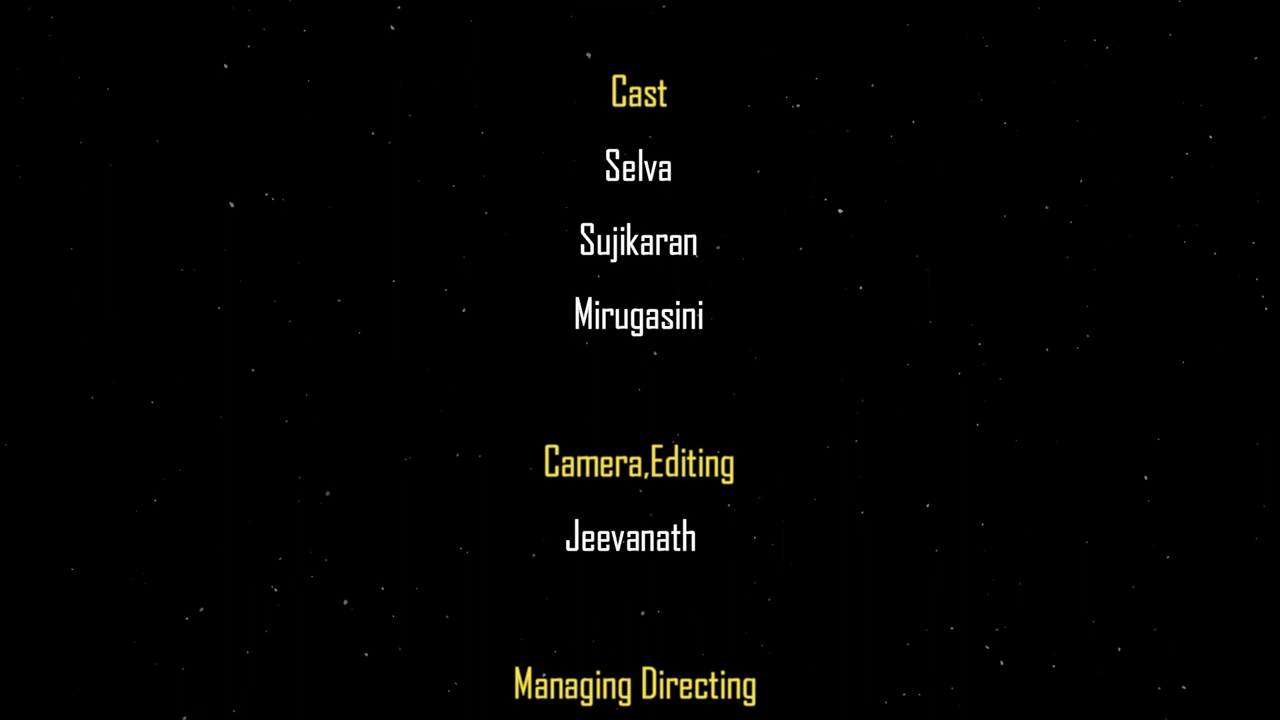 Cast
Selva
Sujikaran
Mirugasini
Camera,Editing
Jeevanath
Managing Directing